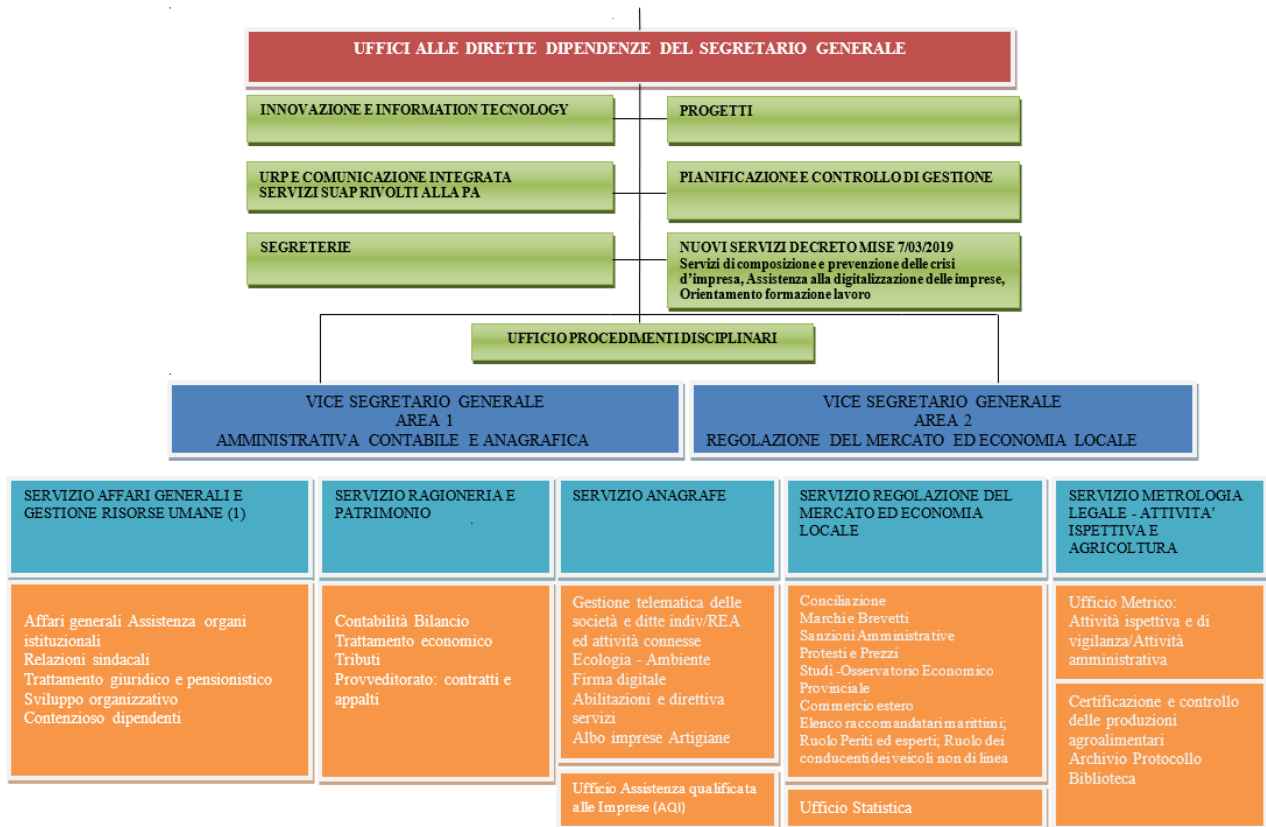 UFFICI ALLE DIRETTE DIPENDENZE DEL SEGRETARIO GENERALE
INNOVAZIONE E INFORMATION TECNOLOGY
PROGETTI
URP E COMUNICAZIONE INTEGRATA
SERVIZI SUAP RIVOLTI ALLA PA
PIANIFICAZIONE E CONTROLLO DI GESTIONE
SEGRETERIE
NUOVI SERVIZI DECRETO MISE 7/03/2019
Servizi di composizione e prevenzione delle crisi
d'impresa, Assistenza alla digitalizzazione delle imprese,
Orientamento formazione lavoro
UFFICIO PROCEDIMENTI DISCIPLINARI
VICE SEGRETARIO GENERALE
AREA 1
AMMINISTRATIVA CONTABILE E ANAGRAFICA
VICE SEGRETARIO GENERALE
AREA 2
REGOLAZIONE DEL MERCATO ED ECONOMIA LOCALE
SERVIZIO AFFARI GENERALI E
GESTIONE RISORSE UMANE (1)
SERVIZIO RAGIONERIA E
PATRIMONIO
SERVIZIO ANAGRAFE
SERVIZIO REGOLAZIONE DEL
MERCATO ED ECONOMIA
LOCALE
SERVIZIO METROLOGIA
LEGALE - ATTIVITA'
ISPETTIVA E
AGRICOLTURA
Affari generali Assistenza organi
istituzionali
Relazioni sindacali
Trattamento giuridico e pensionistico
Sviluppo organizzativo
Contenzioso dipendenti
Contabilità Bilancio
Trattamento economico
Tributi
Provveditorato: contratti e
appalti
Gestione telematica delle
società e ditte indiv/REA
ed attività connesse
Ecologia - Ambiente
Firma digitale
Abilitazioni e direttiva
servizi
Albo imprese Artigiane
Ufficio Assistenza qualificata
alle Imprese (AQI)
Conciliazione
Marchi e Brevetti
Sanzioni Amministrative
Protesti e Prezzi
Studi -Osservatorio Economico
Provinciale
Commercio estero
Elenco raccomandatari marittimi;
Ruolo Periti ed esperti; Ruolo dei
conducenti dei veicoli non di linea
Ufficio Statistica
Ufficio Metrico:
Attività ispettiva e di
vigilanza/Attività
amministrativa
Certificazione e controllo
delle produzioni
agroalimentari
Archivio Protocollo
Biblioteca